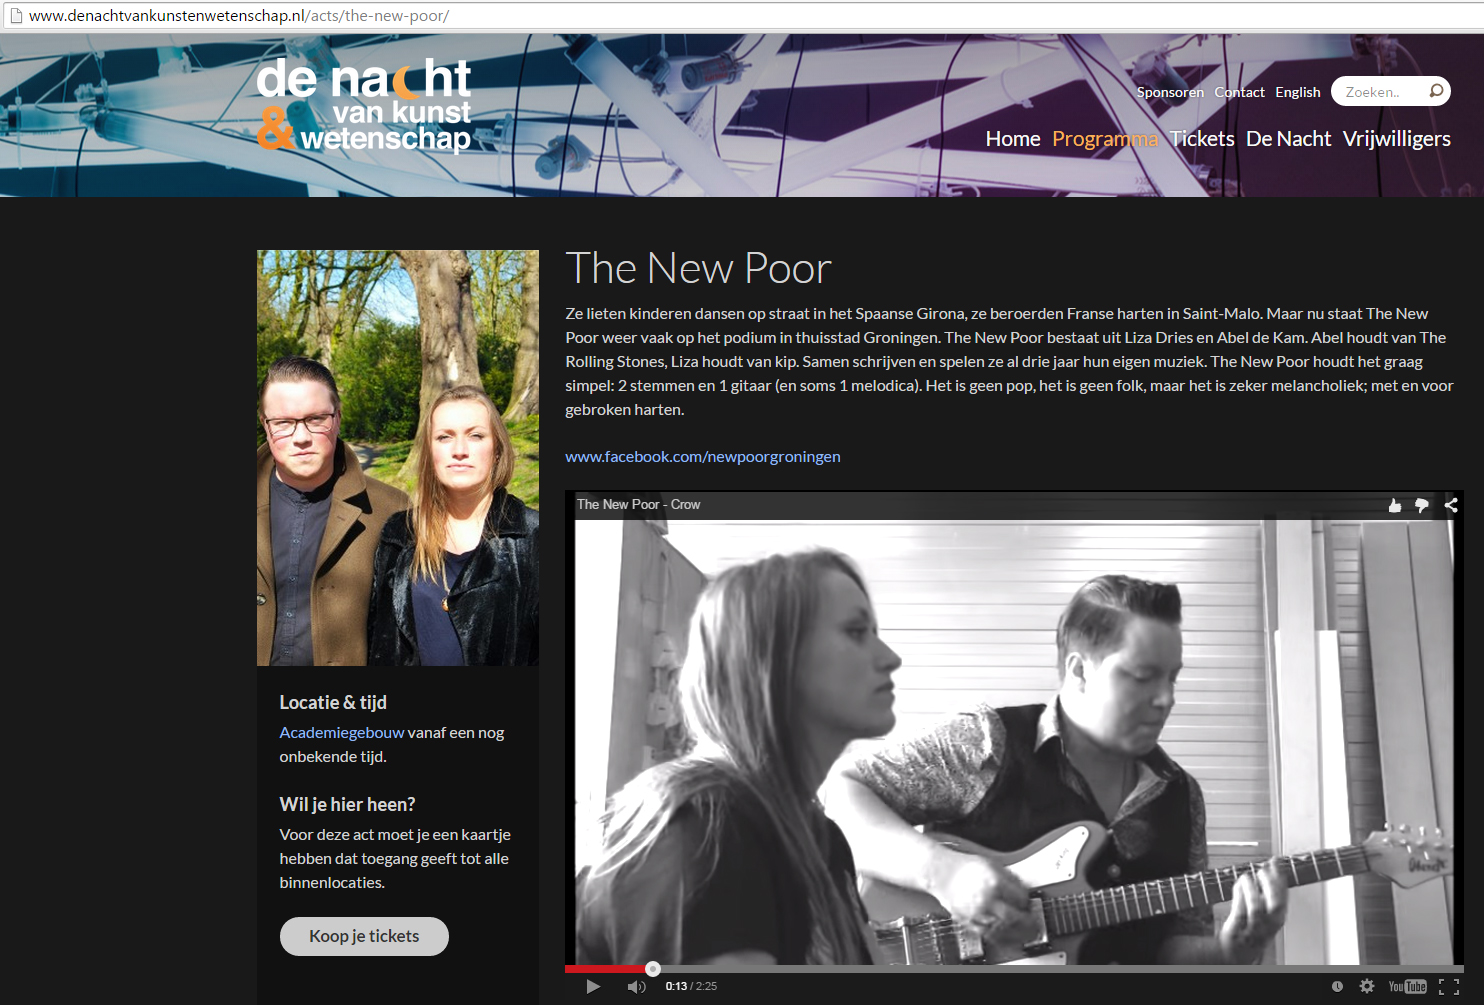 www.denachtvankunstenwetenschap.nl/acts/the-new-poor/
de nacht
van kunst
& wetenschap
Sponsoren Contact English Zoeken..
Home Programma Tickets De Nacht Vrijwilligers
The New Poor
Ze lieten kinderen dansen op straat in het Spaanse Girona, ze beroerden Franse harten in Saint-Malo. Maar nu staat The New
Poor weer vaak op het podium in thuisstad Groningen. The New Poor bestaat uit Liza Dries en Abel de Kam. Abel houdt van The
Rolling Stones, Liza houdt van kip. Samen schrijven en spelen ze al drie jaar hun eigen muziek. The New Poor houdt het graag
simpel: 2 stemmen en 1 gitaar (en soms 1 melodica). Het is geen pop, het is geen folk, maar het is zeker melancholiek; met en voor
gebroken harten.
www.facebook.com/newpoorgroningen
The New Poor - Crow
0:13 / 2:25
YouTube
Locatie & tijd
Academiegebouw vanaf een nog
onbekende tijd.
Wil je hier heen?
Voor deze act moet je een kaartje
hebben dat toegang geeft tot alle
binnenlocaties.
Koop je tickets